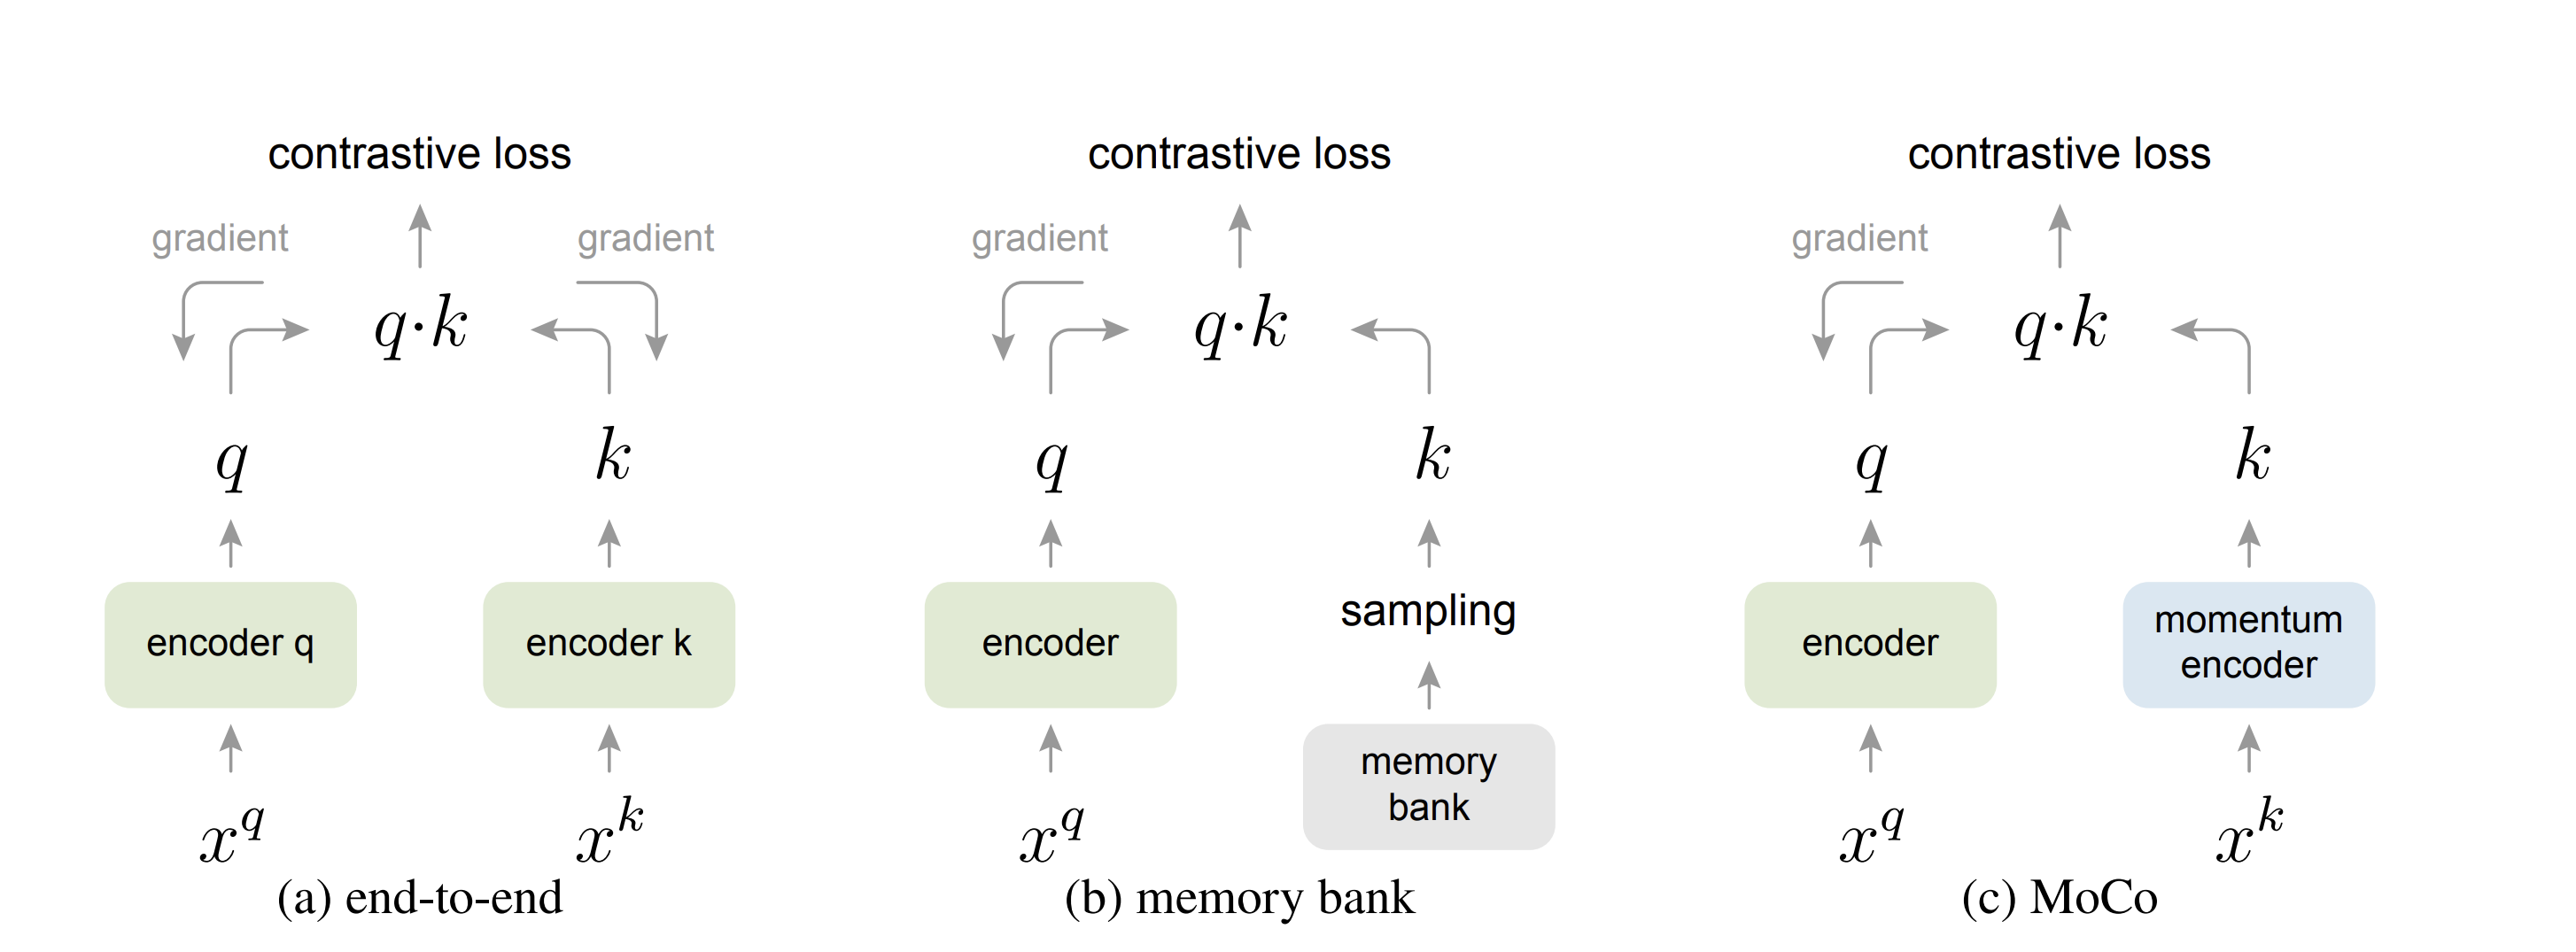 contrastive loss
gradient
gradient
q·k
q
k
encoder q
encoder k
x^q
x^k
(a) end-to-end
contrastive loss
gradient
q·k
q
k
sampling
encoder
memory
bank
x^q
(b) memory bank
contrastive loss
gradient
q·k
q
k
encoder
momentum
encoder
x^q
x^k
(c) MoCo